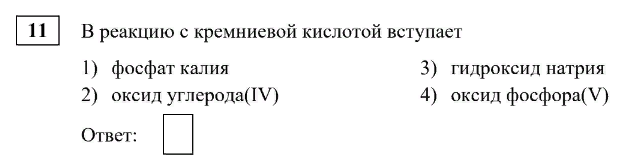 11 В реакцию с кремниевой кислотой вступает
1) фосфат калия 3) гидроксид натрия
2) оксид углерода(IV) 4) оксид фосфора(V)
Ответ: